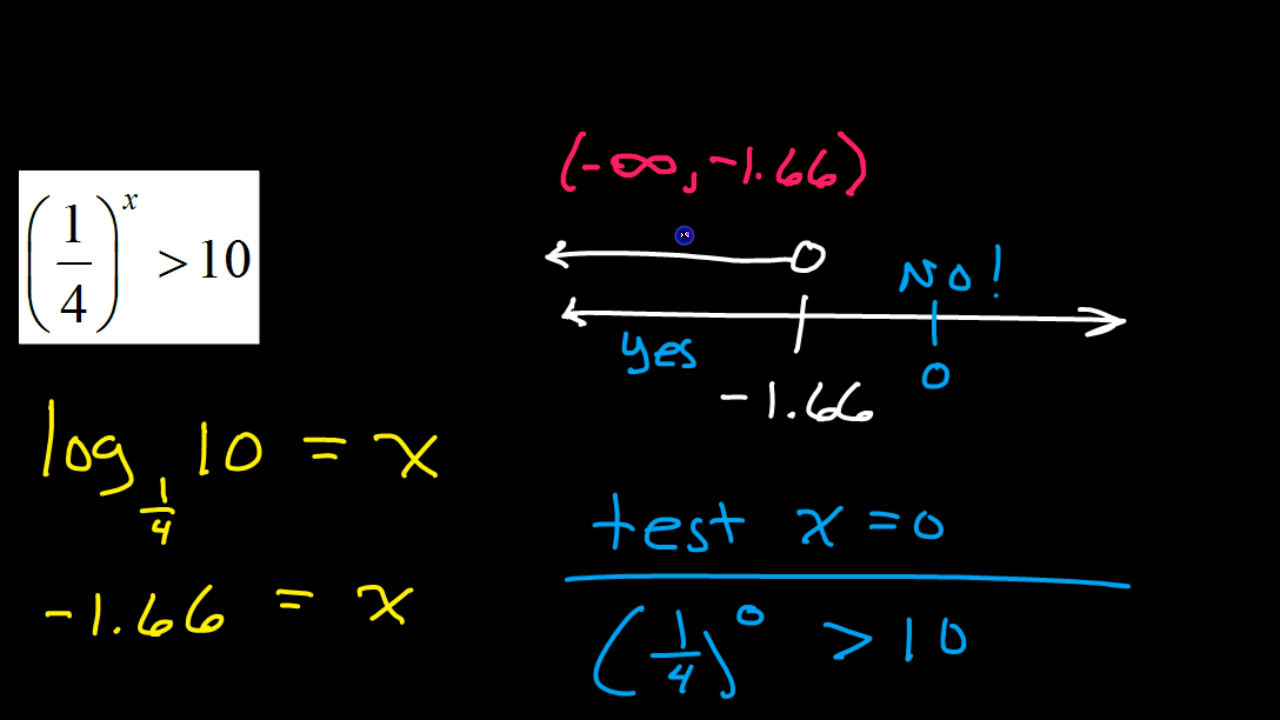 (1/4)^x > 10
log_{1/4} 10 = x
-1.66 = x
(-∞, -1.66)
NO!
yes
-1.66
0
test x = 0
(1/4)^0 > 10